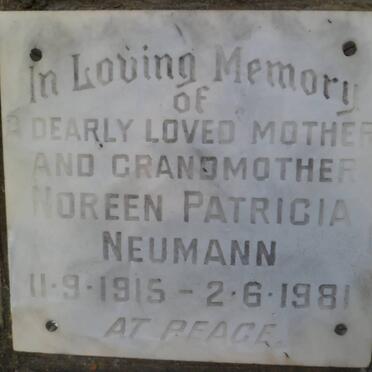 In Loving Memory
of
a DEARLY LOVED MOTHER
AND GRANDMOTHER
NOREEN PATRICIA
NEUMANN
11·9·1915 – 2·6·1981
AT PEACE